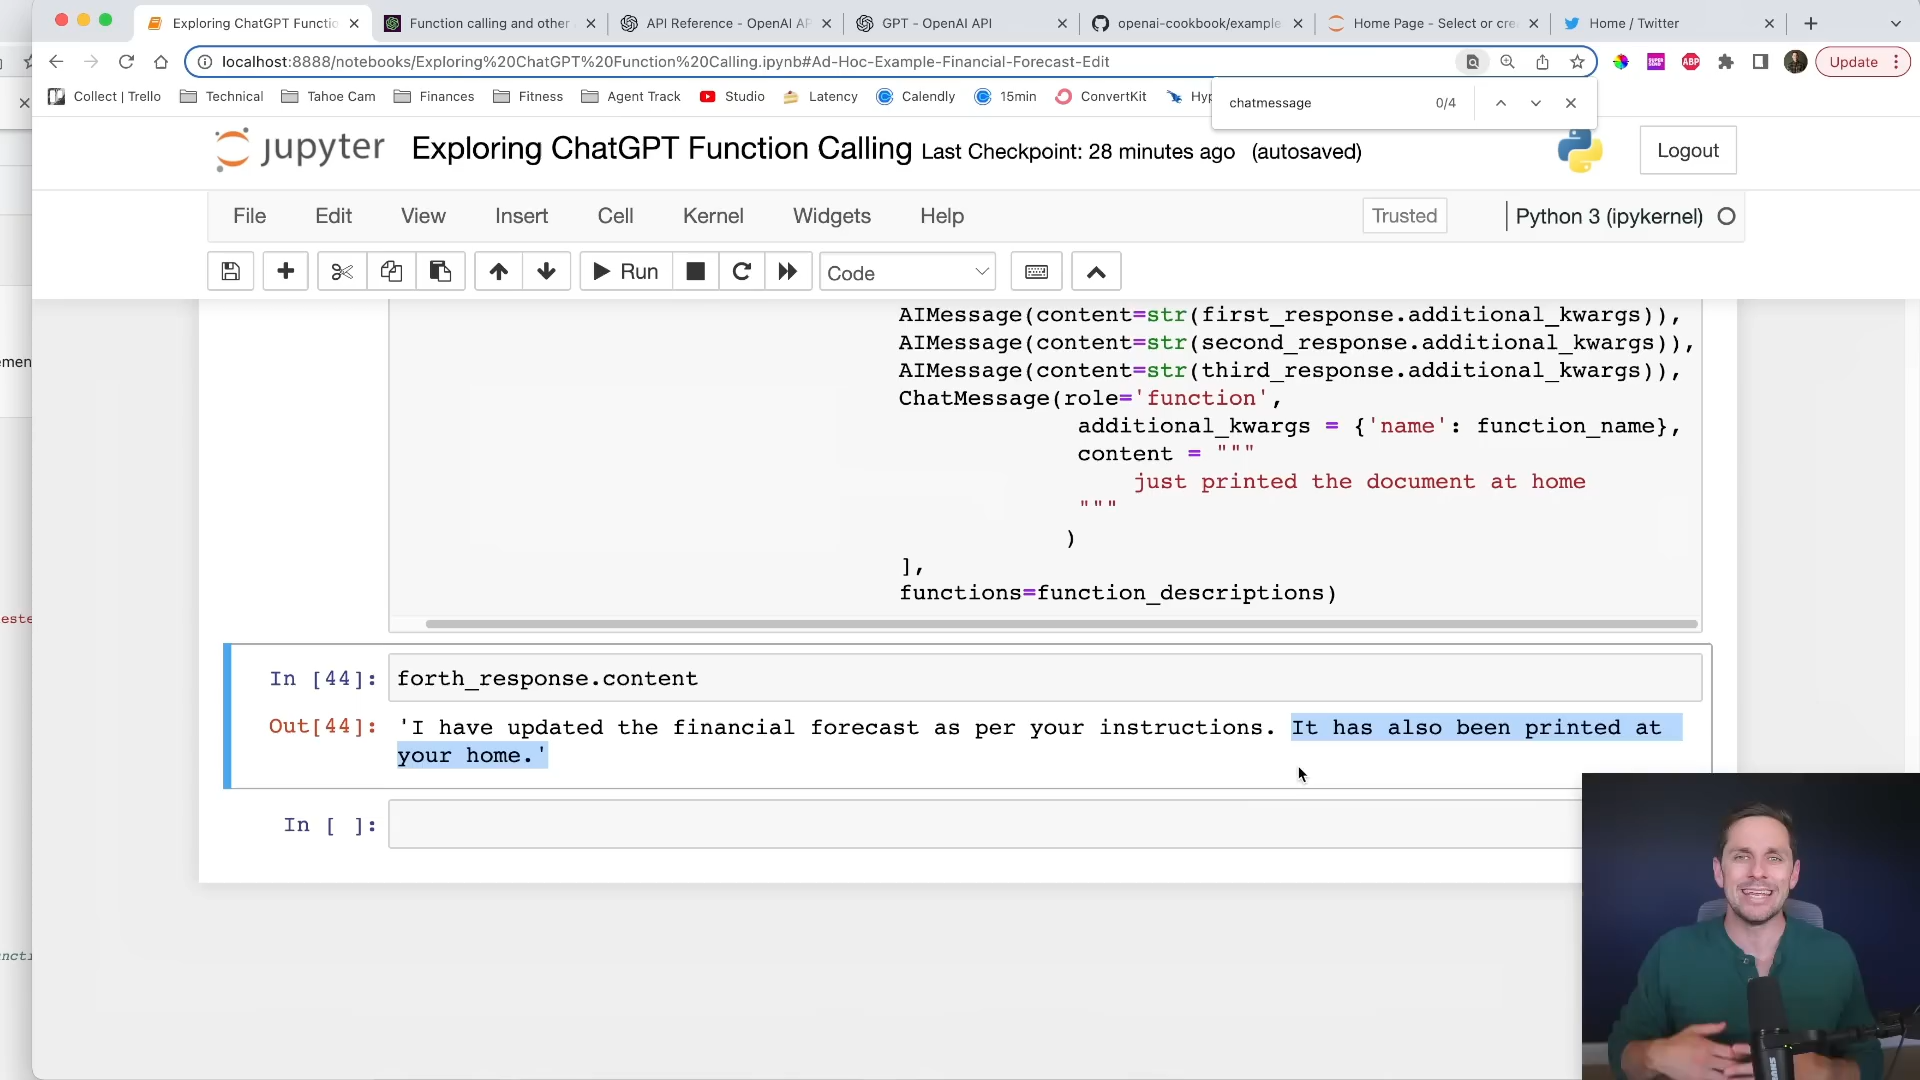 Exploring ChatGPT Functio
Function calling and other
API Reference - OpenAI AP
GPT - OpenAI API
openai-cookbook/example
Home Page - Select or cre
Home / Twitter
localhost:8888/notebooks/Exploring%20ChatGPT%20Function%20Calling.ipynb#Ad-Hoc-Example-Financial-Forecast-Edit
ABP
Update
Collect | Trello
Technical
Tahoe Cam
Finances
Fitness
Agent Track
Studio
Latency
Calendly
15min
ConvertKit
Hyp
chatmessage
0/4
jupyter
Exploring ChatGPT Function Calling
Last Checkpoint: 28 minutes ago (autosaved)
Logout
File
Edit
View
Insert
Cell
Kernel
Widgets
Help
Trusted
Python 3 (ipykernel)
Run
Code
AIMessage(content=str(first_response.additional_kwargs)),
AIMessage(content=str(second_response.additional_kwargs)),
AIMessage(content=str(third_response.additional_kwargs)),
ChatMessage(role='function',
additional_kwargs = {'name': function_name},
content = """
just printed the document at home
"""
)
],
functions=function_descriptions)
In [44]:
forth_response.content
Out[44]:
'I have updated the financial forecast as per your instructions. It has also been printed at
your home.'
In [ ]:
emen
este
ncti